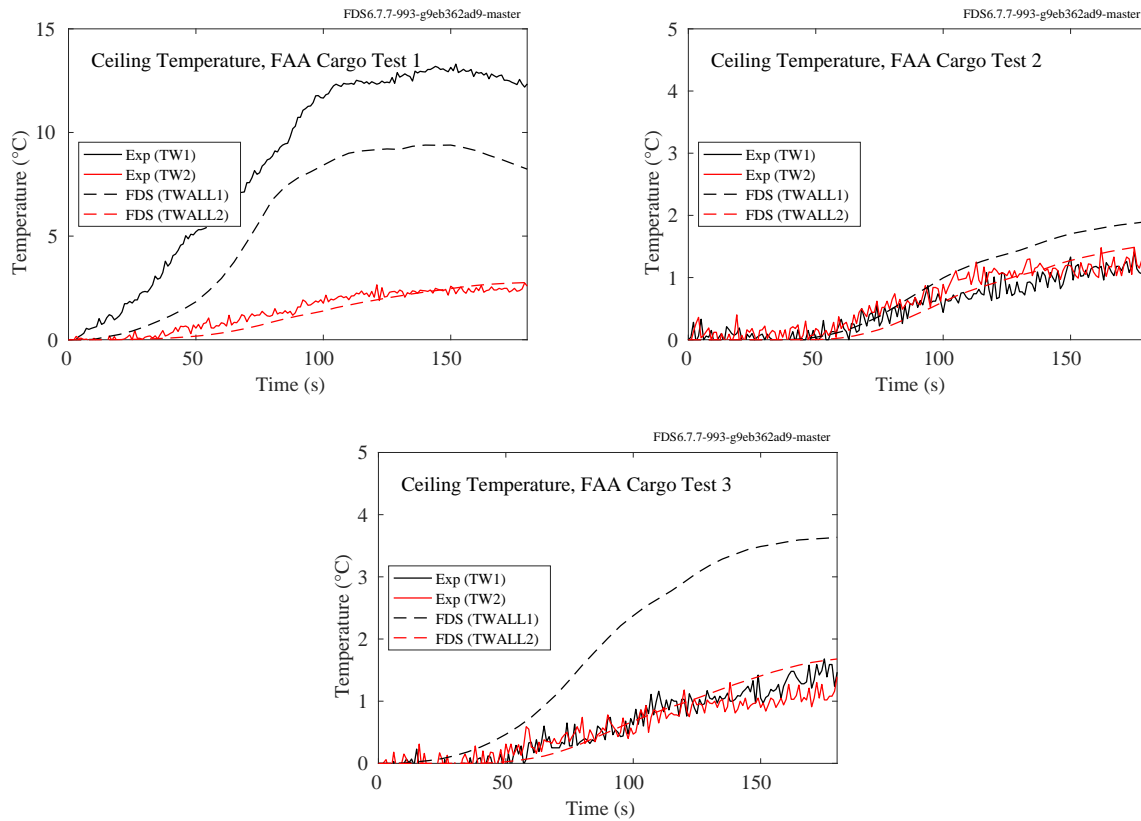 FDS6.7.7-993-g9eb362ad9-master
Ceiling Temperature, FAA Cargo Test 1
Temperature (°C)
15
10
5
0
Exp (TW1)
Exp (TW2)
FDS (TWALL1)
FDS (TWALL2)
0 50 100 150
Time (s)
FDS6.7.7-993-g9eb362ad9-master
Ceiling Temperature, FAA Cargo Test 2
Temperature (°C)
5
4
3
2
1
0
Exp (TW1)
Exp (TW2)
FDS (TWALL1)
FDS (TWALL2)
0 50 100 150
Time (s)
FDS6.7.7-993-g9eb362ad9-master
Ceiling Temperature, FAA Cargo Test 3
Temperature (°C)
5
4
3
2
1
0
Exp (TW1)
Exp (TW2)
FDS (TWALL1)
FDS (TWALL2)
0 50 100 150
Time (s)